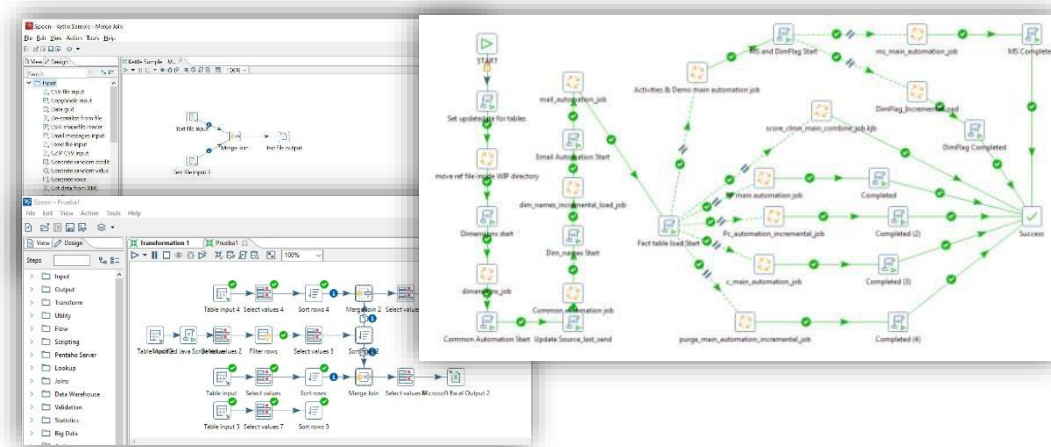 Spoon - Kettle Sample - Merge Join
File Edit View Action Tools Help
View Design
Kettle Sample - M...
Search
100%
Input
CSV file input
Copybook input
Data grid
De-serialize from file
ESRI shapefile reader
Email messages input
Fixed file input
GZIP CSV input
Generate random credit
Generate random value
Generate rows
Get data from XML
Text file input
Merge Join
Text file output
Text file input 2
Spoon - Prueba1
File Edit View Action Tools Help
View Design
Transformation 1
Prueba1
Steps
100%
Input
Output
Transform
Utility
Flow
Scripting
Pentaho Server
Lookup
Joins
Data Warehouse
Validation
Statistics
Big Data
Table input 4
Select values 4
Sort rows 4
Merge Join 2
Select values
Select values 2
Filter rows
Select values 3
Table input
Select values
Sort rows
Merge Join
Microsoft Excel Output 2
Table input 3
Select values 7
Sort rows 3
START
Set updatedate for tables
move ref file inside WIP directory
Dimensions start
dimensions_job
Common Automation Start
Update Source_last_send
Common_automation_job
Dim_names Start
dim_names_incremental_load_job
Email Automation Start
mail_automation_job
Fact table load Start
Activities & Demo main automation job
MS and DimFlag Start
ms_main_automation_job
MS Complete
DimFlag_Incremental_load
DimFlag Completed
score_clmn_main_combine_job.kjb
main automation job
Completed
Pc_automation_incremental_job
Completed (2)
c_main_automation_job
Completed (3)
purge_main_automation_incremental_job
Completed (4)
Success